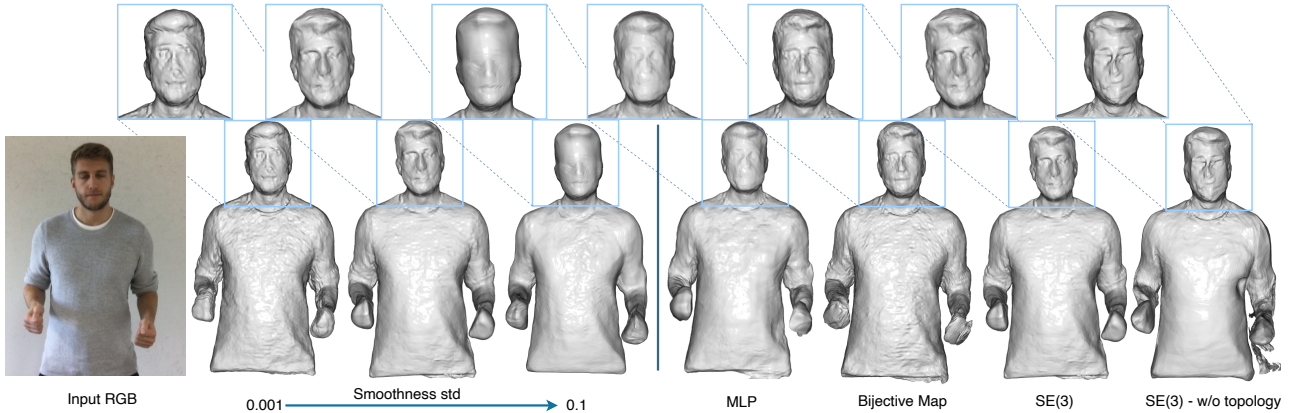 Input RGB
0.001
Smoothness std
0.1
MLP
Bijective Map
SE(3)
SE(3) - w/o topology